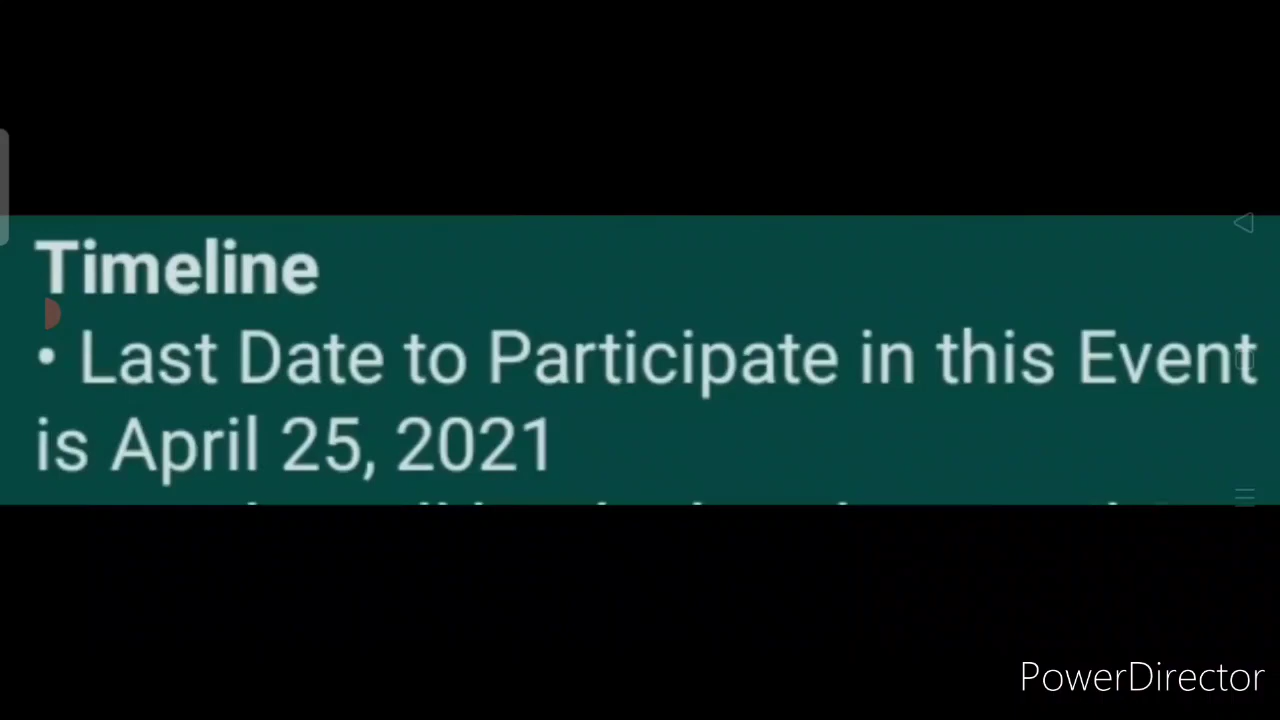 Timeline
• Last Date to Participate in this Event
is April 25, 2021
PowerDirector